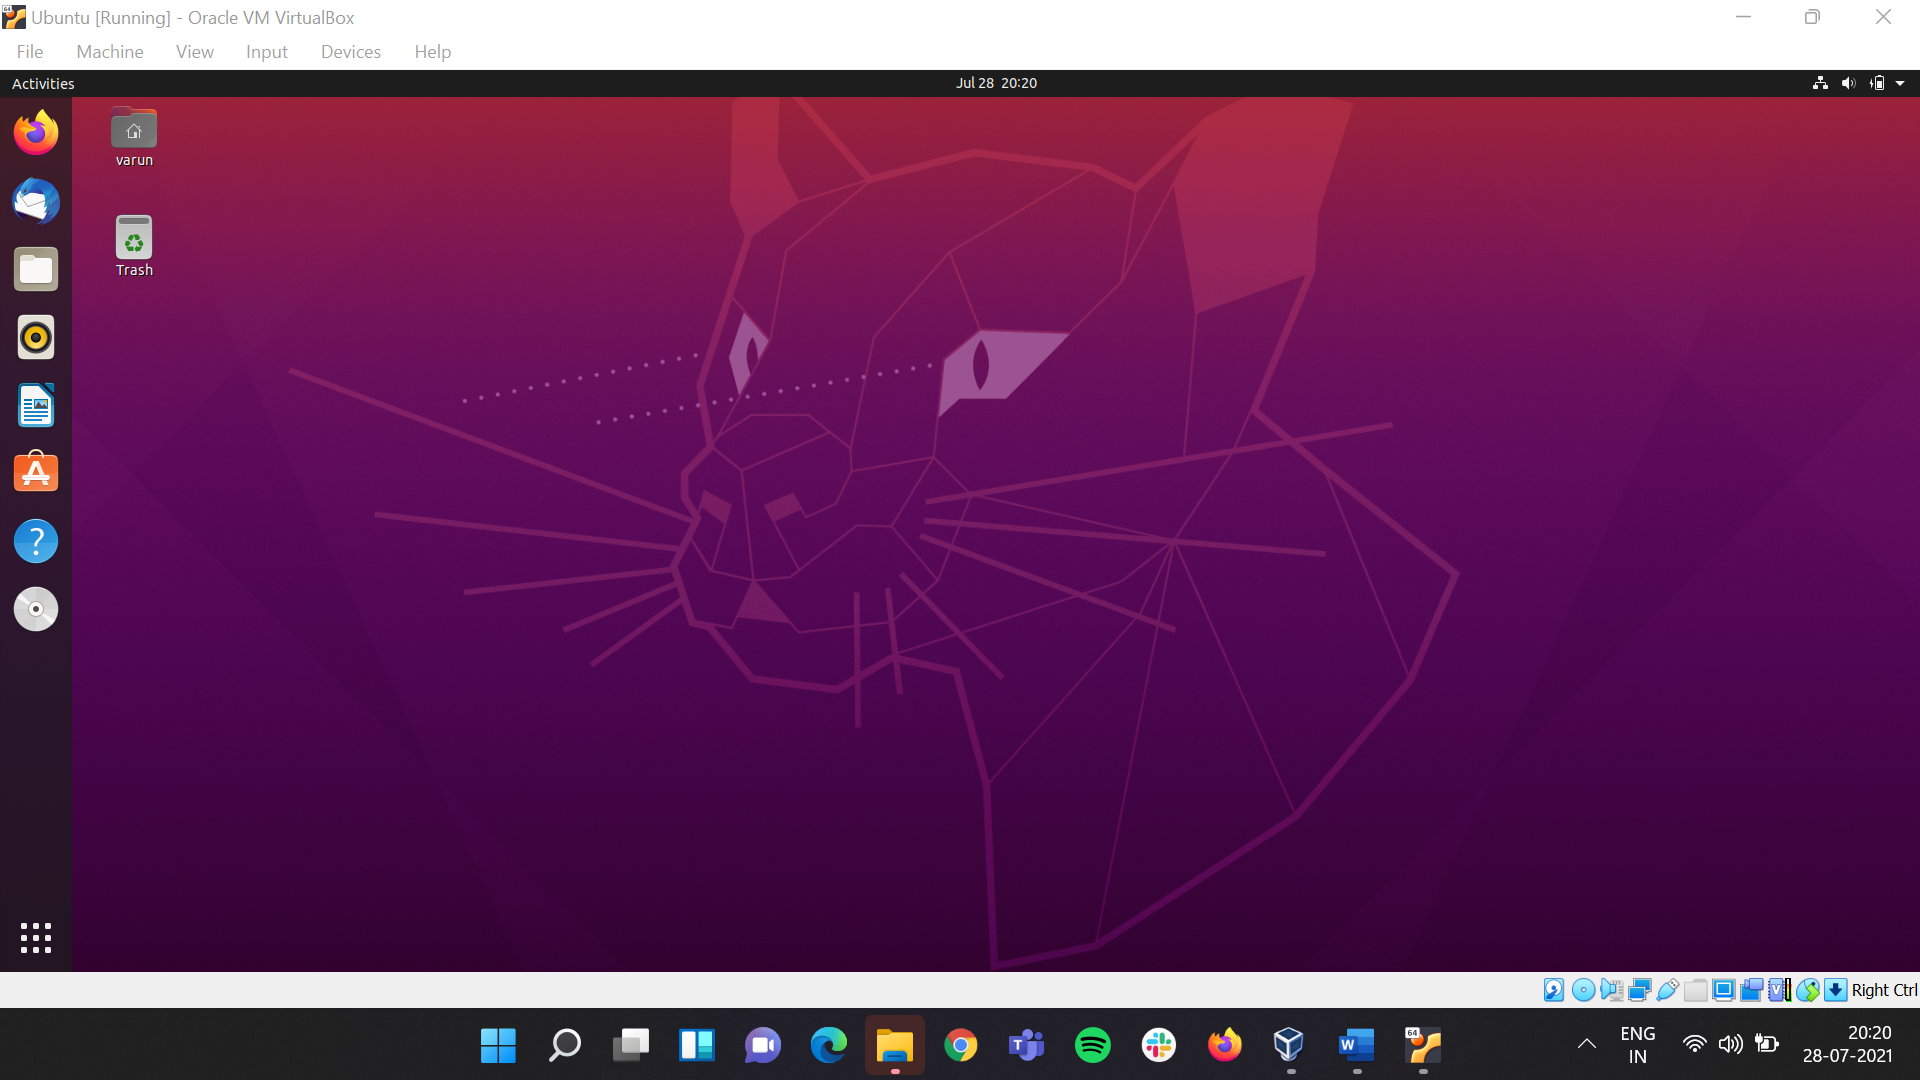 Ubuntu [Running] - Oracle VM VirtualBox
File Machine View Input Devices Help
Activities
Jul 28 20:20
varun
Trash
Right Ctrl
ENG
IN
20:20
28-07-2021